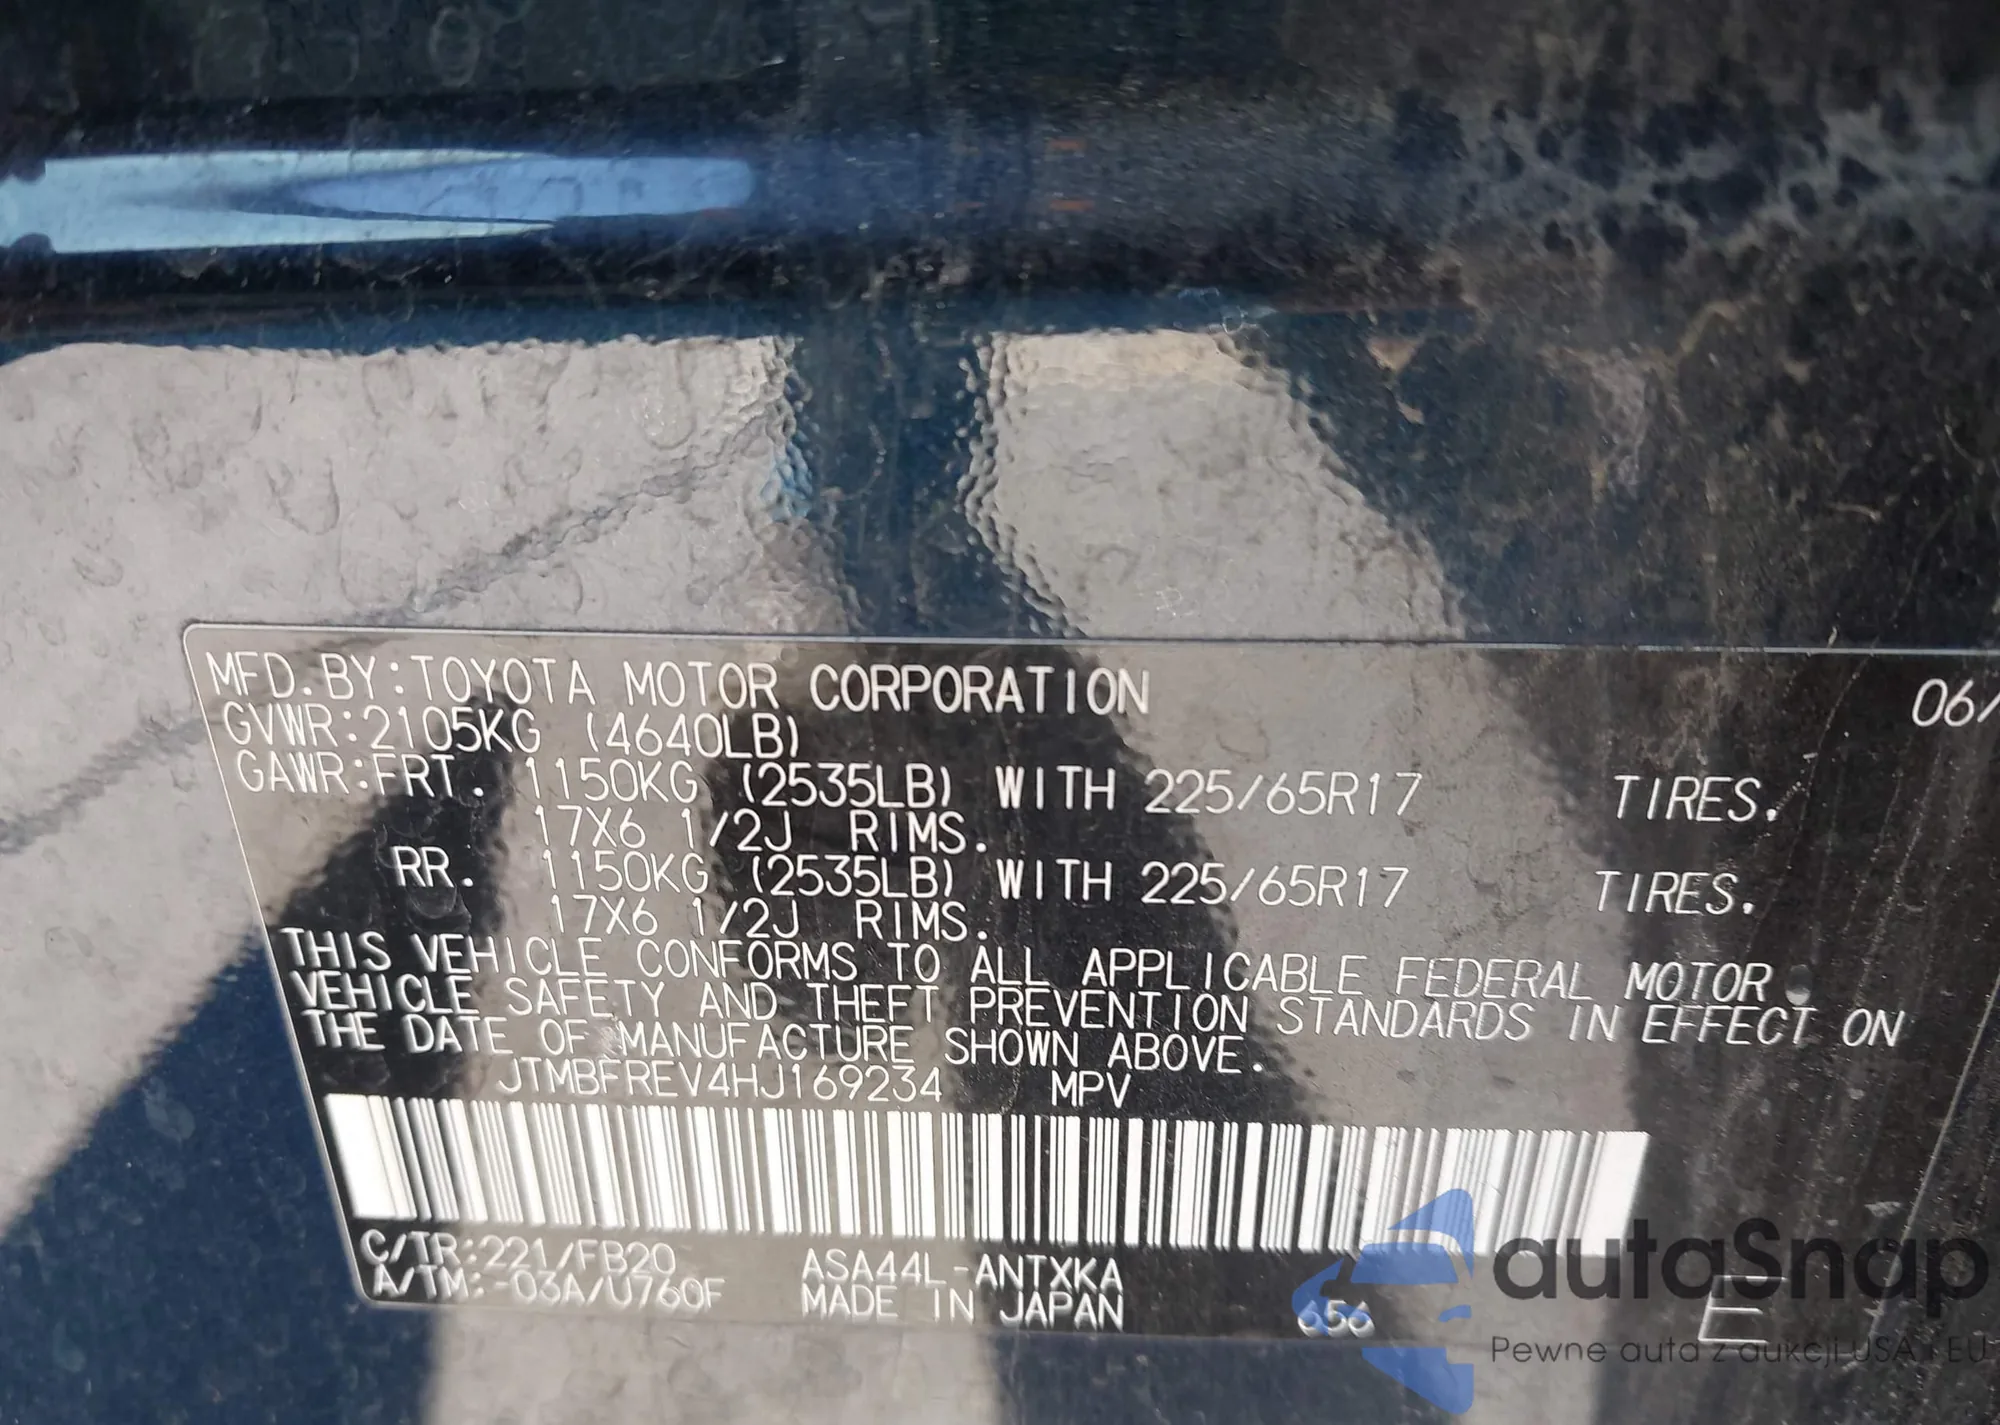 MFD. BY: TOYOTA MOTOR CORPORATION 06/
GVWR: 2105KG (4640LB)
GAWR: FRT. 1150KG (2535LB) WITH 225/65R17 TIRES.
17X6 1/2J RIMS.
RR. 1150KG (2535LB) WITH 225/65R17 TIRES.
17X6 1/2J RIMS.
THIS VEHICLE CONFORMS TO ALL APPLICABLE FEDERAL MOTOR
VEHICLE SAFETY AND THEFT PREVENTION STANDARDS IN EFFECT ON
THE DATE OF MANUFACTURE SHOWN ABOVE.
JTMBFREV4HJ169234 MPV
C/TR: 221/FB20 ASA44L-ANTXKA
A/TM: -03A/U760F MADE IN JAPAN 656 E
autaSnap
Pewne auta z aukcji USA i EU